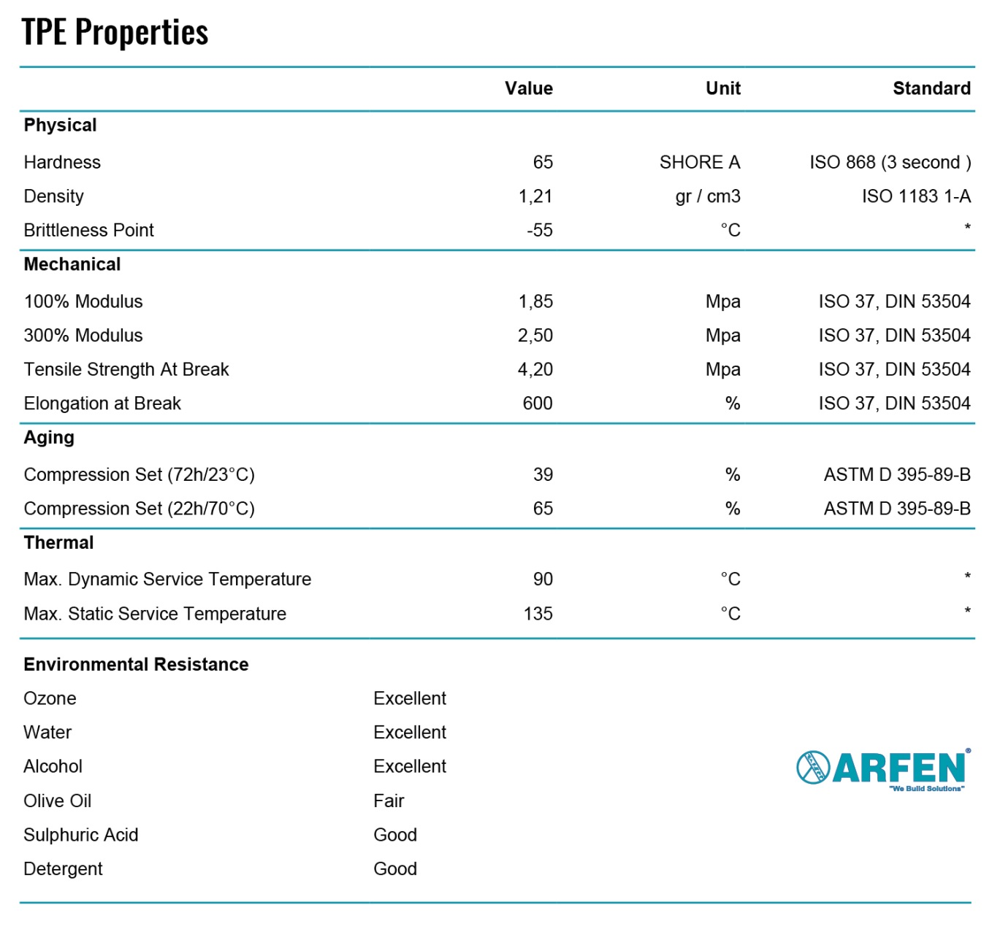 TPE Properties
Value Unit Standard
Physical
Hardness 65 SHORE A ISO 868 (3 second )
Density 1,21 gr / cm3 ISO 1183 1-A
Brittleness Point -55 °C *
Mechanical
100% Modulus 1,85 Mpa ISO 37, DIN 53504
300% Modulus 2,50 Mpa ISO 37, DIN 53504
Tensile Strength At Break 4,20 Mpa ISO 37, DIN 53504
Elongation at Break 600 % ISO 37, DIN 53504
Aging
Compression Set (72h/23°C) 39 % ASTM D 395-89-B
Compression Set (22h/70°C) 65 % ASTM D 395-89-B
Thermal
Max. Dynamic Service Temperature 90 °C *
Max. Static Service Temperature 135 °C *
Environmental Resistance
Ozone Excellent
Water Excellent
Alcohol Excellent
ARFEN®
"We Build Solutions"
Olive Oil Fair
Sulphuric Acid Good
Detergent Good